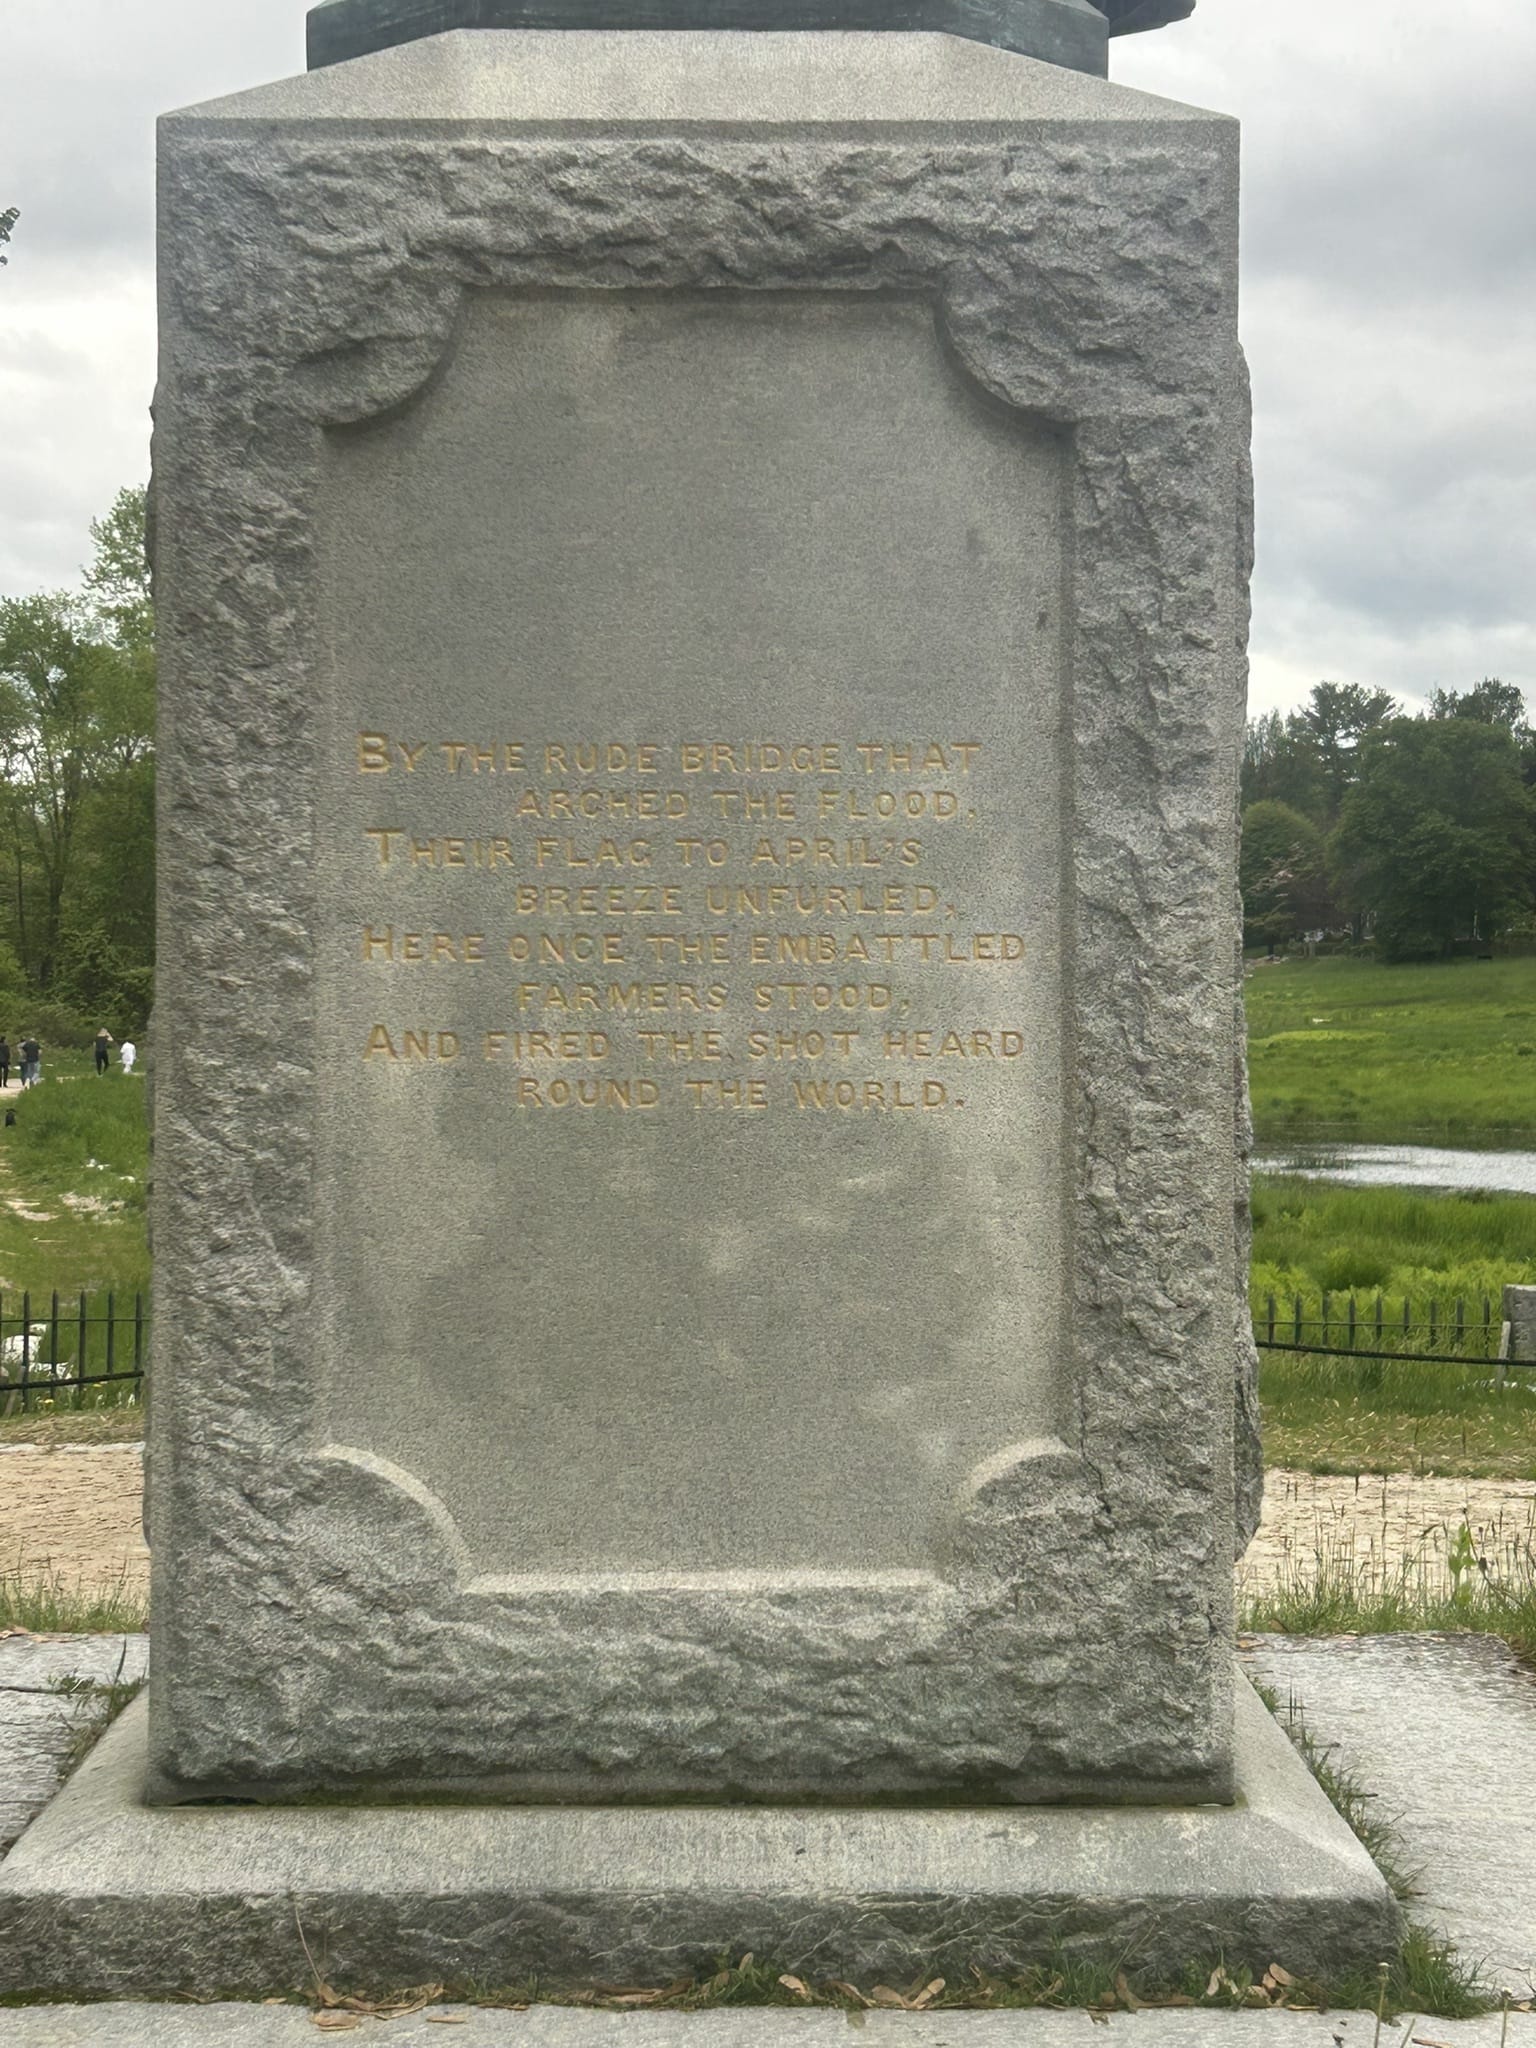 BY THE RUDE BRIDGE THAT
ARCHED THE FLOOD,
THEIR FLAG TO APRIL'S
BREEZE UNFURLED,
HERE ONCE THE EMBATTLED
FARMERS STOOD,
AND FIRED THE SHOT HEARD
ROUND THE WORLD.